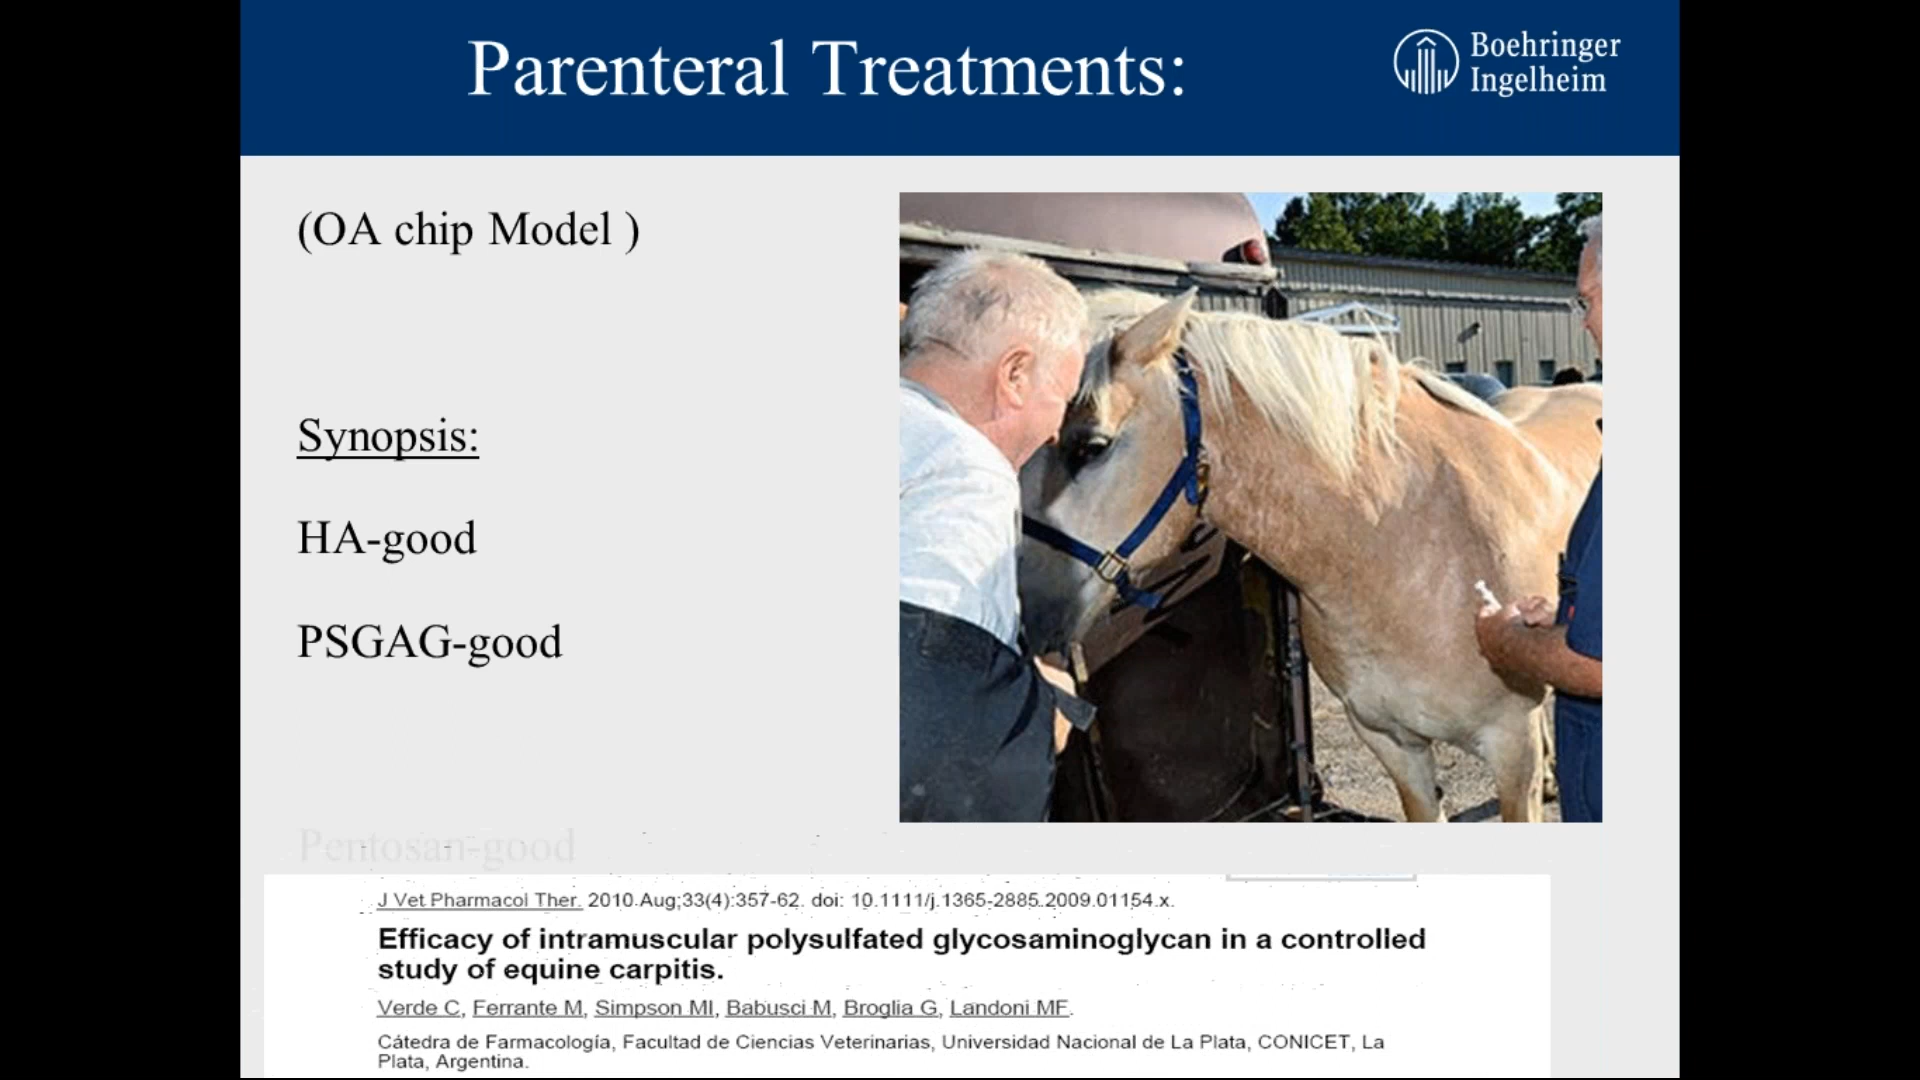 Parenteral Treatments:
Boehringer
Ingelheim
(OA chip Model )
Synopsis:
HA-good
PSGAG-good
Pentosan-good
J Vet Pharmacol Ther. 2010 Aug;33(4):357-62. doi: 10.1111/j.1365-2885.2009.01154.x.
Efficacy of intramuscular polysulfated glycosaminoglycan in a controlled
study of equine carpitis.
Verde C, Ferrante M, Simpson MI, Babusci M, Broglia G, Landoni MF.
Cátedra de Farmacología, Facultad de Ciencias Veterinarias, Universidad Nacional de La Plata, CONICET, La
Plata, Argentina.